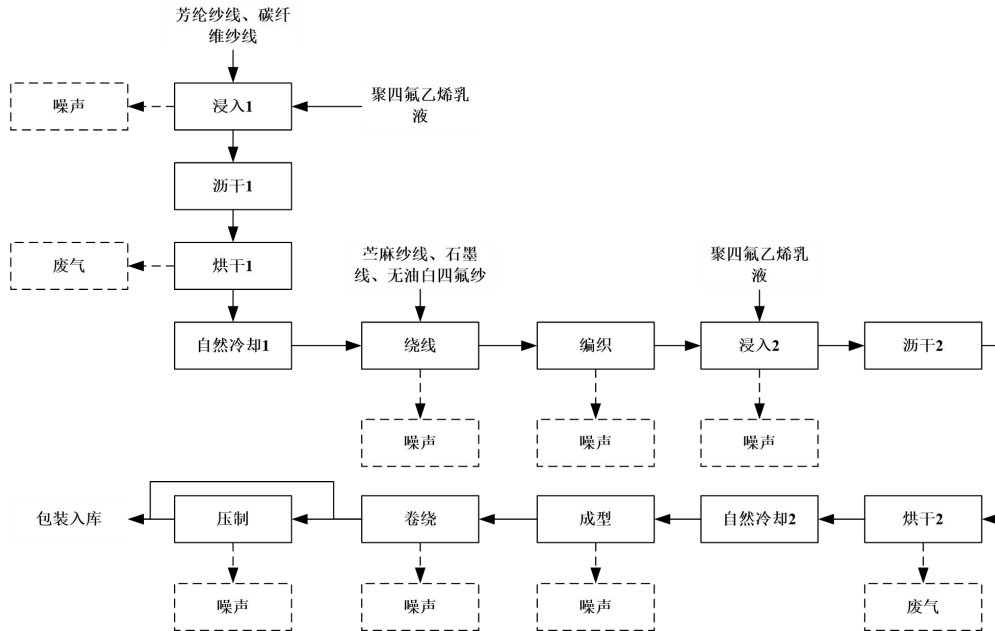 芳纶纱线、碳纤
维纱线
噪声
浸入1
聚四氟乙烯乳
液
沥干1
废气
烘干1
苎麻纱线、石墨
线、无油白四氟纱
聚四氟乙烯乳
液
自然冷却1
绕线
编织
浸入2
沥干2
噪声
噪声
噪声
包装入库
压制
卷绕
成型
自然冷却2
烘干2
噪声
噪声
噪声
废气